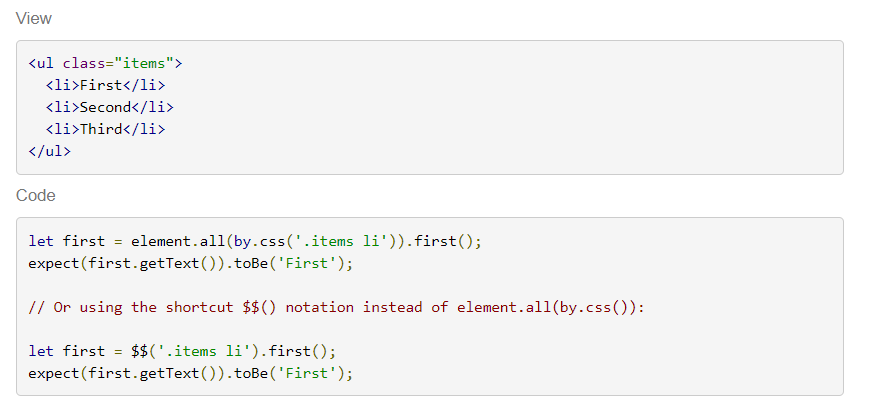 View
<ul class="items">
  <li>First</li>
  <li>Second</li>
  <li>Third</li>
</ul>
Code
let first = element.all(by.css('.items li')).first();
expect(first.getText()).toBe('First');
// Or using the shortcut $$() notation instead of element.all(by.css()):
let first = $$('.items li').first();
expect(first.getText()).toBe('First');